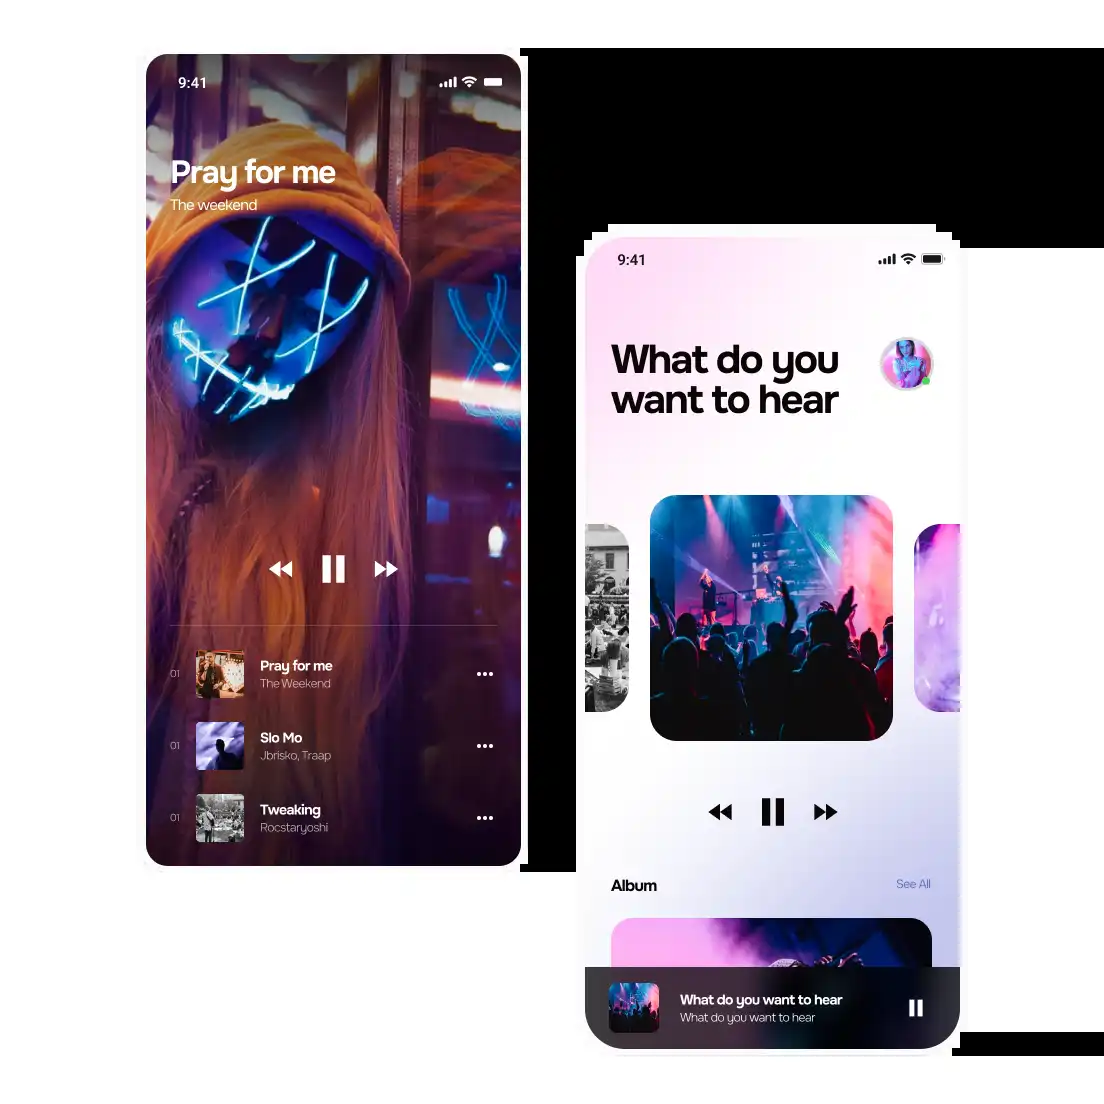 9:41
Pray for me
The weekend
01
Pray for me
The Weekend
01
Slo Mo
Jbrisko, Traap
01
Tweaking
Rocstaryoshi
9:41
What do you
want to hear
Album
See All
What do you want to hear
What do you want to hear